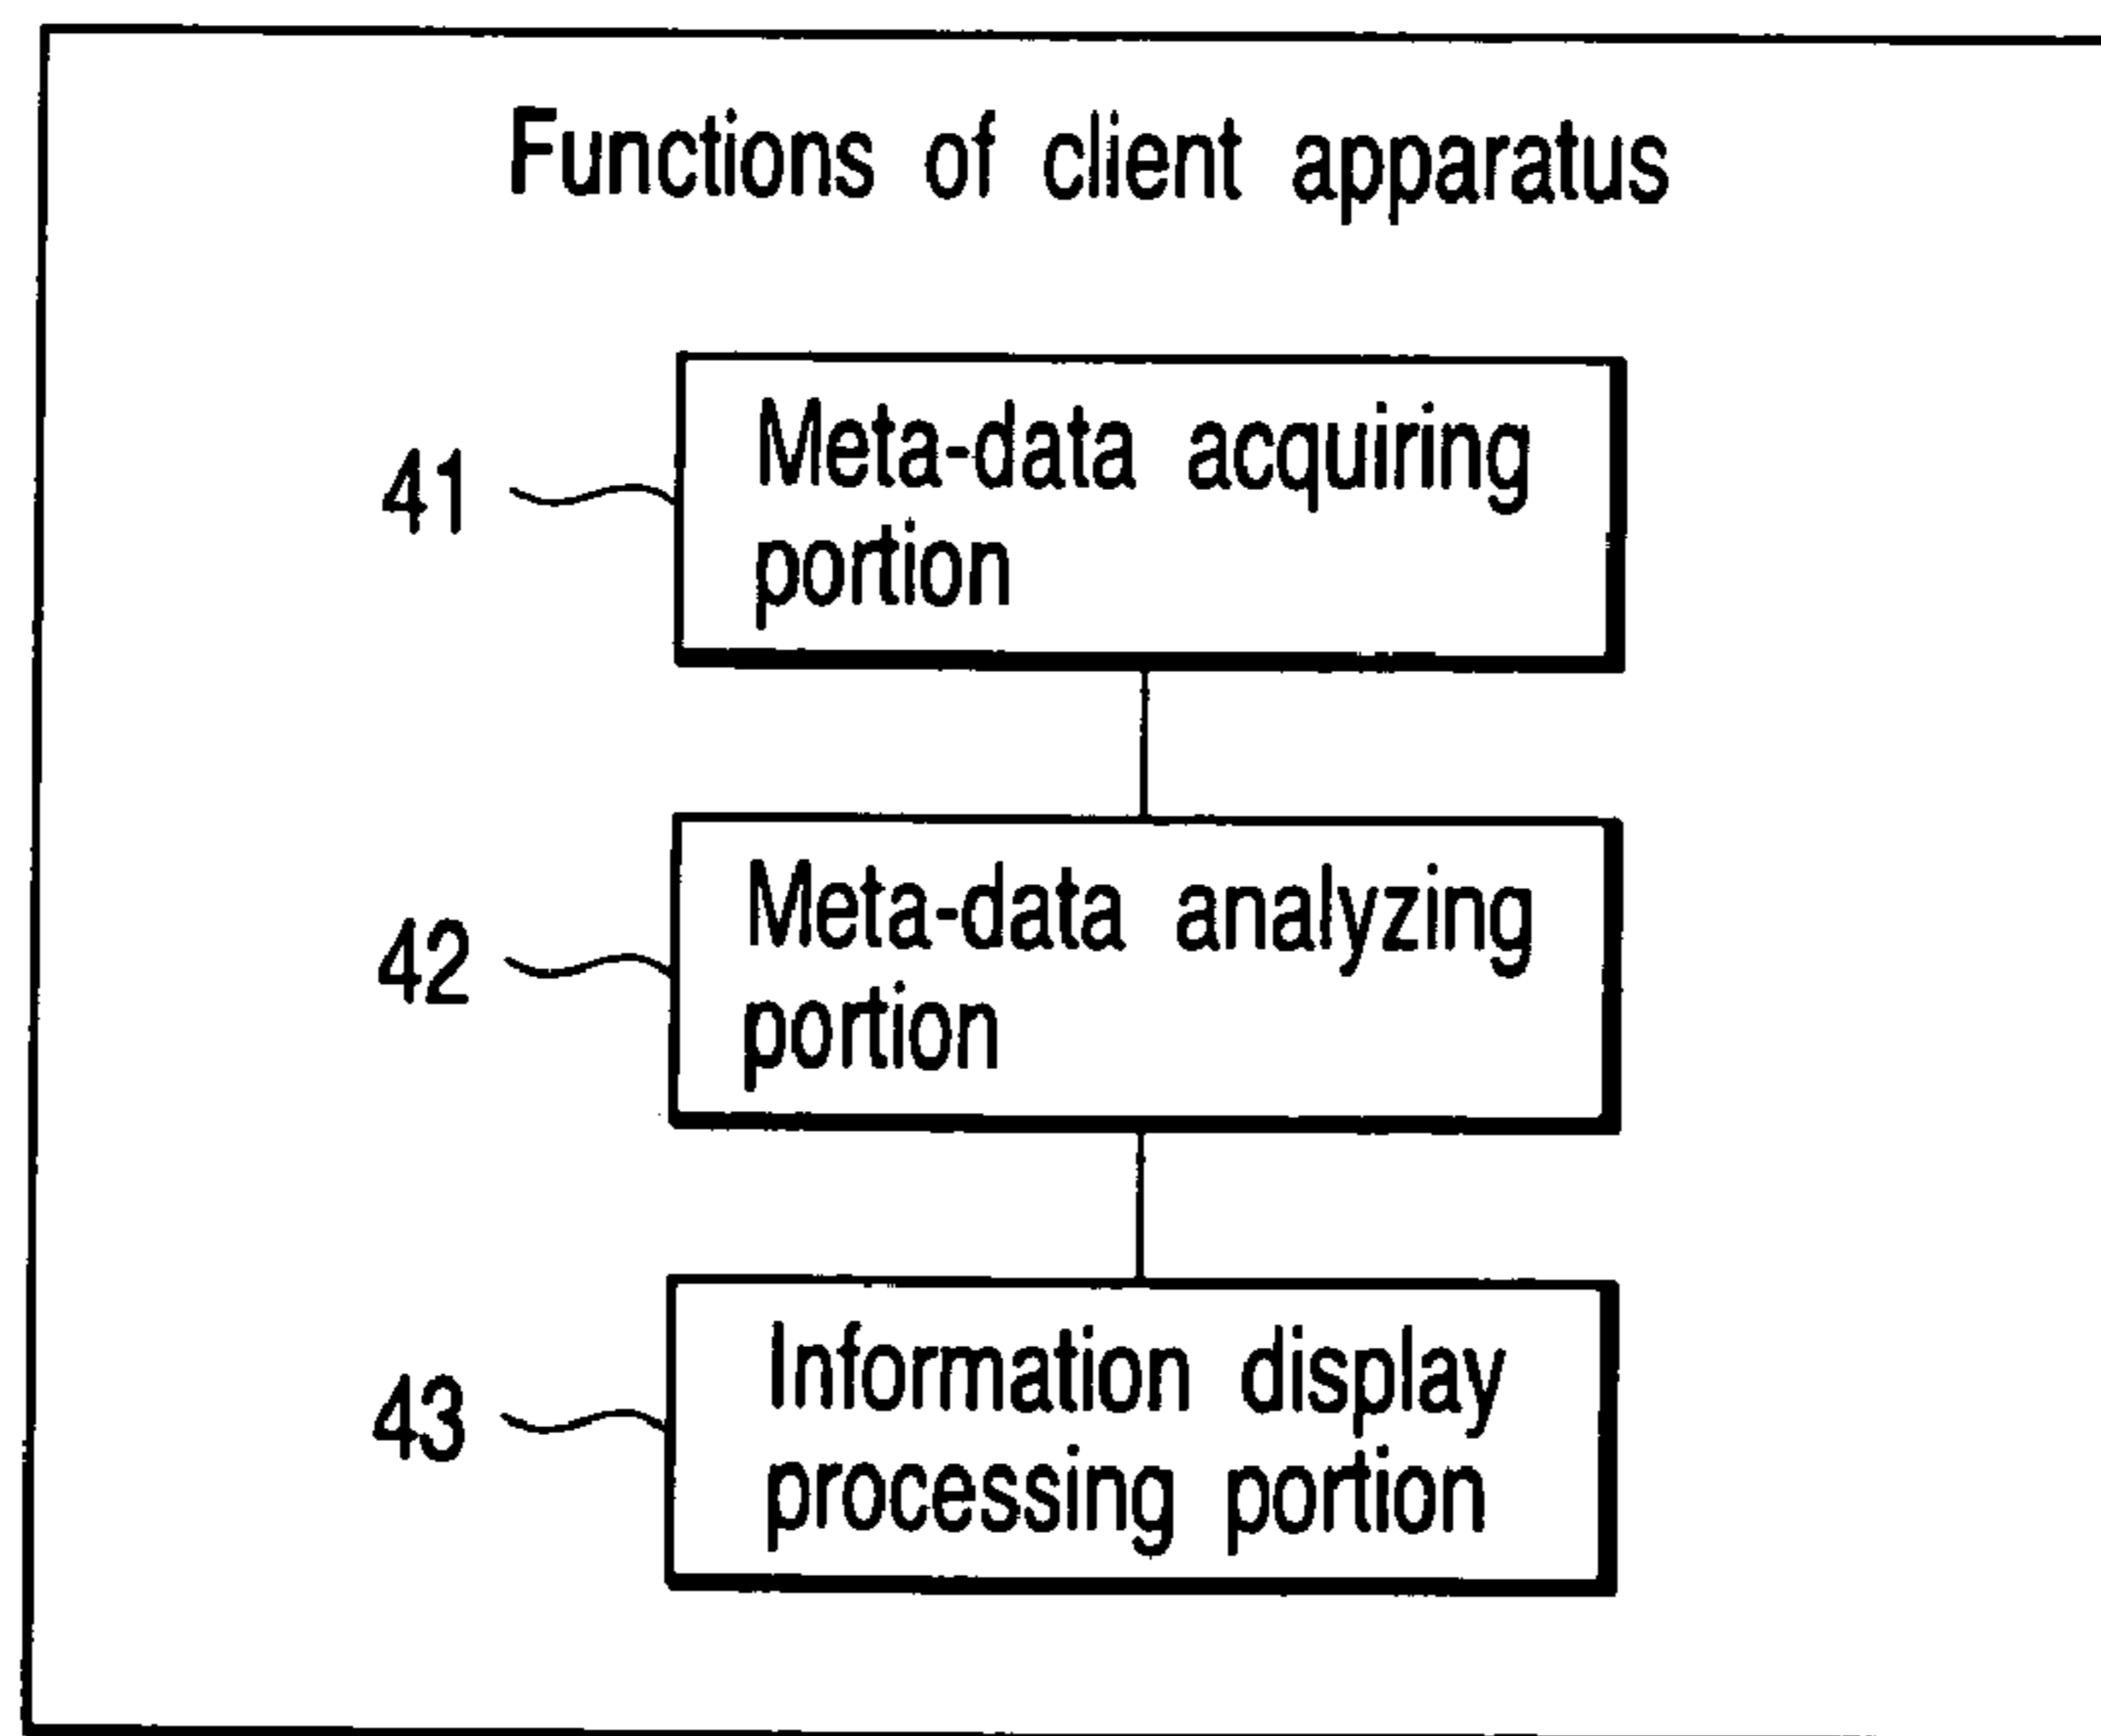 Functions of client apparatus
41
Meta-data acquiring
portion
42
Meta-data analyzing
portion
43
Information display
processing portion